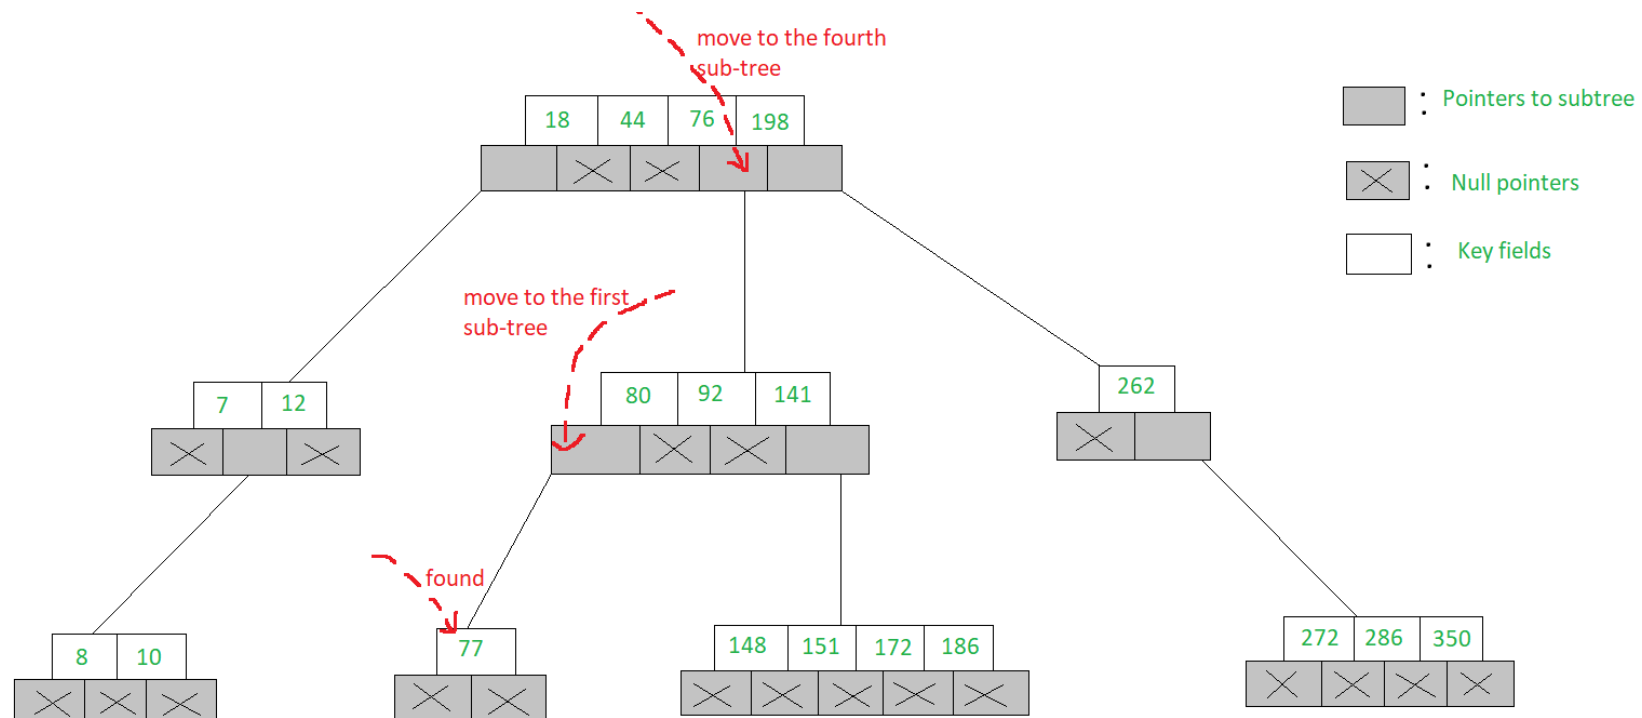 move to the fourth
sub-tree
18 44 76 198
: Pointers to subtree
: Null pointers
: Key fields
move to the first
sub-tree
7 12
80 92 141
262
found
8 10
77
148 151 172 186
272 286 350